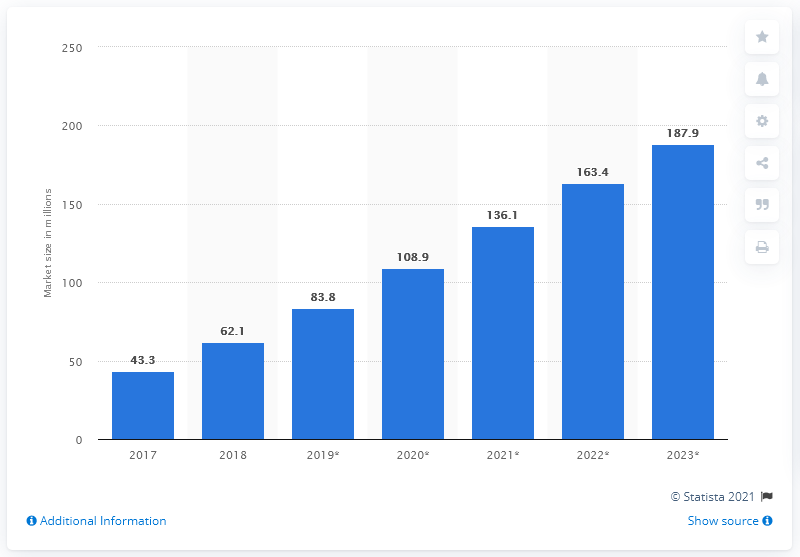 250
200
150
100
50
0
Market size in millions
43.3
62.1
83.8
108.9
136.1
163.4
187.9
2017 2018 2019* 2020* 2021* 2022* 2023*
© Statista 2021
Additional Information
Show source